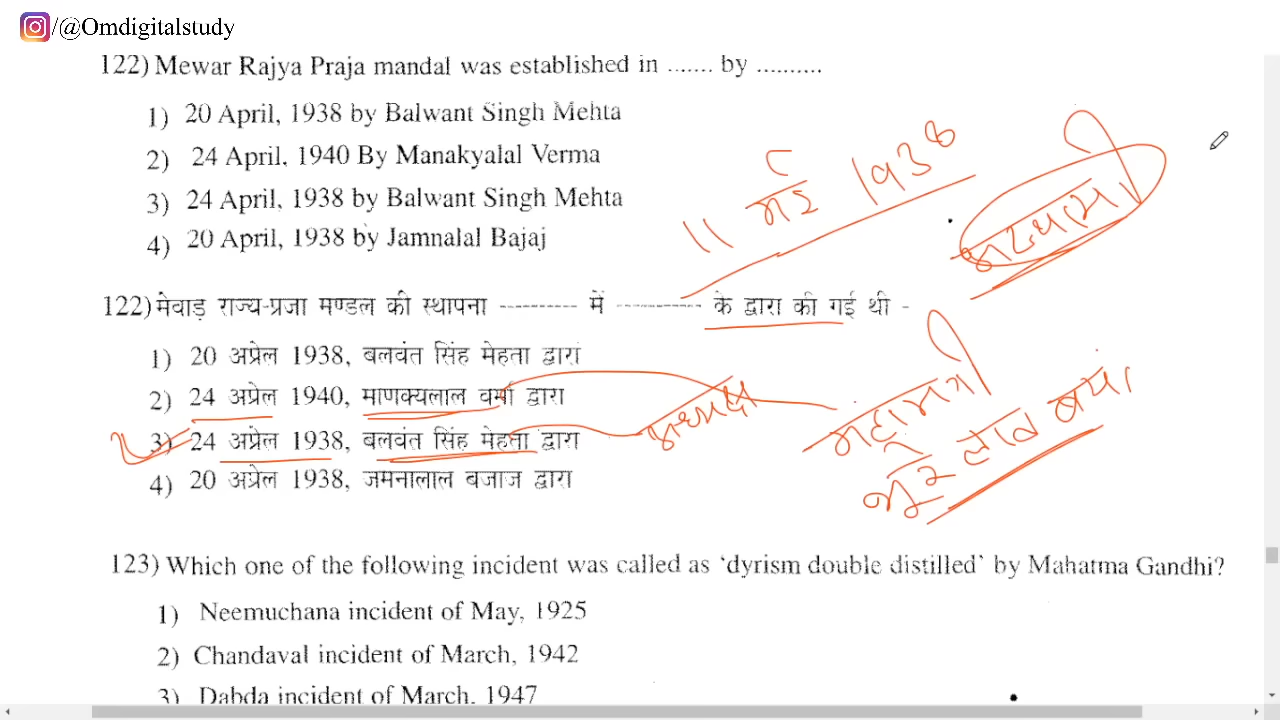 /@Omdigitalstudy
122) Mewar Rajya Praja mandal was established in ....... by ..........
1) 20 April, 1938 by Balwant Singh Mehta
2) 24 April, 1940 By Manakyalal Verma
3) 24 April, 1938 by Balwant Singh Mehta
4) 20 April, 1938 by Jamnalal Bajaj
11 मई 1938
122) मेवाड़ राज्य-प्रजा मण्डल की स्थापना ---------- में ----------- के द्वारा की गई थी -
1) 20 अप्रेल 1938, बलवंत सिंह मेहता द्वारा
2) 24 अप्रेल 1940, माणक्यलाल वर्मा द्वारा
3) 24 अप्रेल 1938, बलवंत सिंह मेहता द्वारा
अध्यक्ष
4) 20 अप्रेल 1938, जमनालाल बजाज द्वारा
123) Which one of the following incident was called as 'dyrism double distilled' by Mahatma Gandhi?
1) Neemuchana incident of May, 1925
2) Chandaval incident of March, 1942
3) Dabda incident of March, 1947